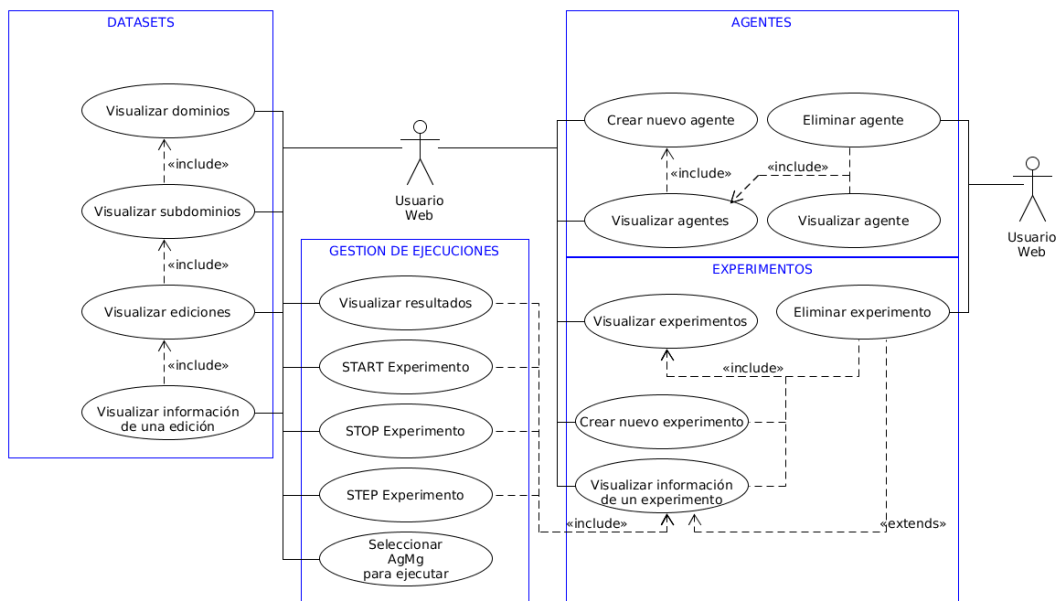 DATASETS
Visualizar dominios
«include»
Visualizar subdominios
«include»
Visualizar ediciones
«include»
Visualizar información
de una edición
Usuario
Web
GESTION DE EJECUCIONES
Visualizar resultados
START Experimento
STOP Experimento
STEP Experimento
Seleccionar
AgMg
para ejecutar
AGENTES
Crear nuevo agente
Eliminar agente
«include»
«include»
Visualizar agentes
Visualizar agente
Usuario
Web
EXPERIMENTOS
Visualizar experimentos
Eliminar experimento
«include»
Crear nuevo experimento
Visualizar información
de un experimento
«include»
«extends»